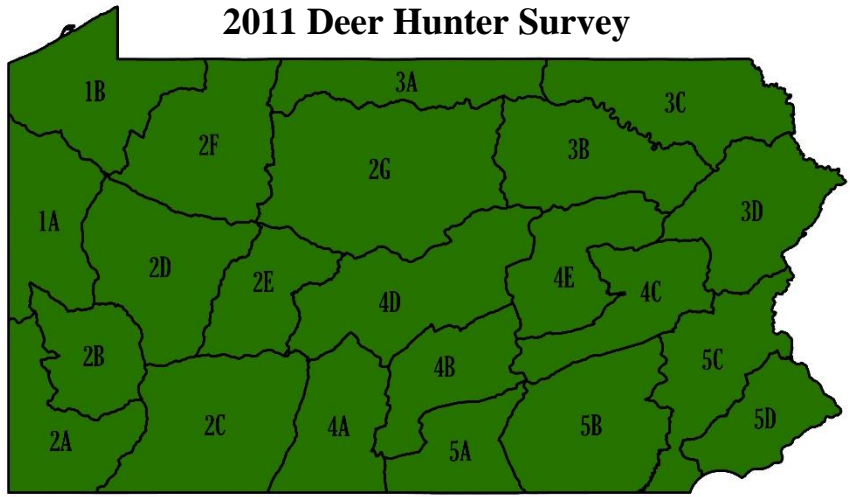 2011 Deer Hunter Survey
1B
3A
3C
2F
3B
2G
3D
1A
2D
2E
4E
4C
4D
2B
4B
5C
5D
2C
4A
5B
2A
5A